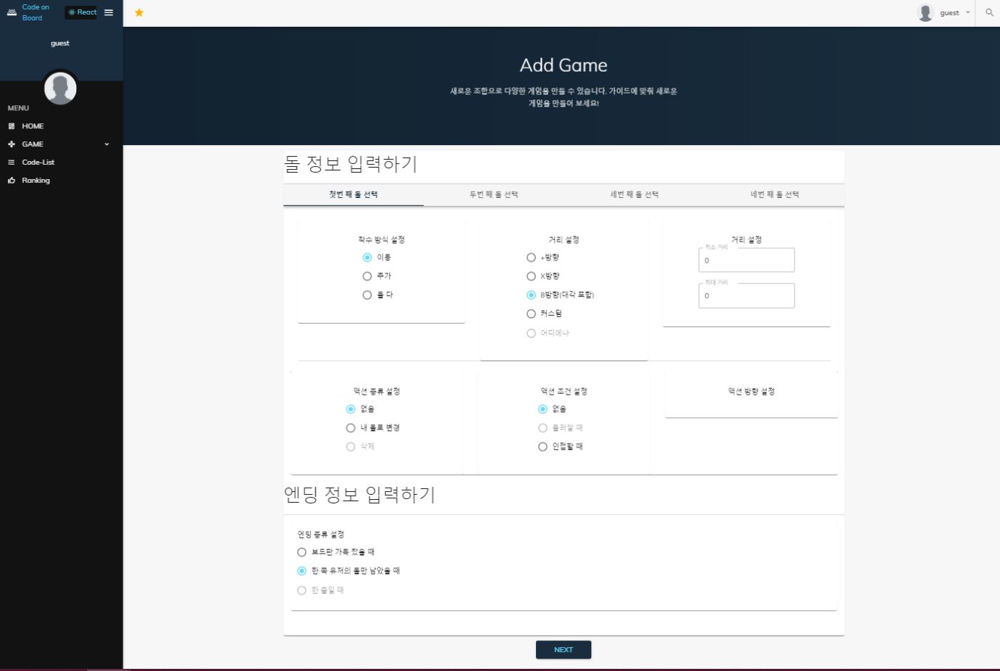 Code on
Board
React
guest
guest
MENU
HOME
GAME
Code-List
Ranking
Add Game
새로운 조합으로 다양한 게임을 만들 수 있습니다. 가이드에 맞춰 새로운
게임을 만들어 보세요!
돌 정보 입력하기
첫번 째 돌 선택
두번 째 돌 선택
세번 째 돌 선택
네번 째 돌 선택
착수 방식 설정
이동
추가
둘 다
거리 설정
+방향
X방향
8방향(대각 포함)
커스텀
어디에나
거리 설정
최소 거리
0
최대 거리
0
액션 종류 설정
없음
내 돌로 변경
삭제
액션 조건 설정
없음
둘러쌀 때
인접할 때
액션 방향 설정
엔딩 정보 입력하기
엔딩 종류 설정
보드판 가득 찼을 때
한 쪽 유저의 돌만 남았을 때
한 줄일 때
NEXT